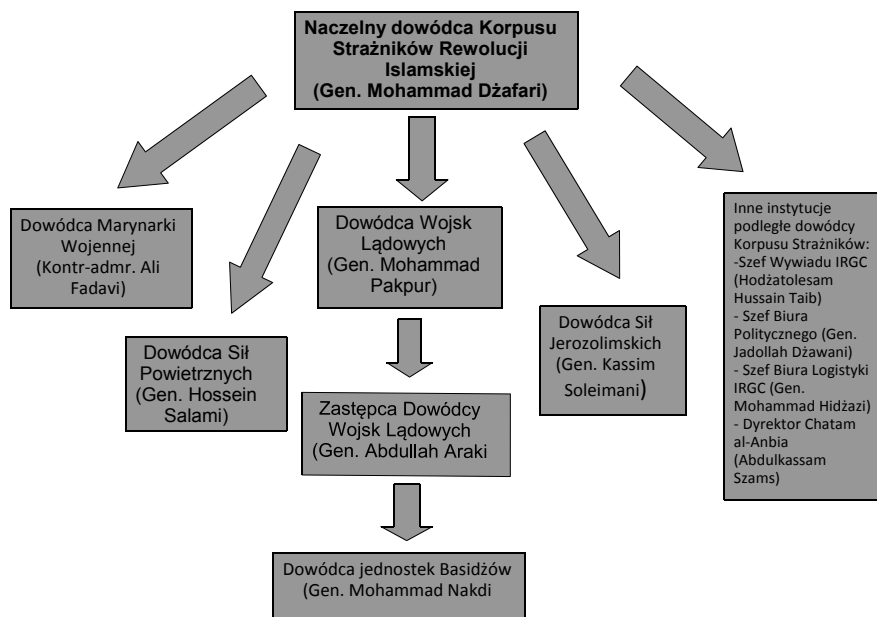 Naczelny dowódca Korpusu
Strażników Rewolucji
Islamskiej
(Gen. Mohammad Dżafari)
Dowódca Marynarki
Wojennej
(Kontr-admr. Ali
Fadavi)
Dowódca Wojsk
Lądowych
(Gen. Mohammad
Pakpur)
Inne instytucje
podległe dowódcy
Korpusu Strażników:
-Szef Wywiadu IRGC
(Hodżatolesam
Hussain Taib)
- Szef Biura
Politycznego (Gen.
Jadollah Dżawani)
- Szef Biura Logistyki
IRGC (Gen.
Mohammad Hidżazi)
- Dyrektor Chatam
al-Anbia
(Abdulkassam
Szams)
Dowódca Sił
Powietrznych
(Gen. Hossein
Salami)
Dowódca Sił
Jerozolimskich
(Gen. Kassim
Soleimani)
Zastępca Dowódcy
Wojsk Lądowych
(Gen. Abdullah Araki
Dowódca jednostek Basidżów
(Gen. Mohammad Nakdi